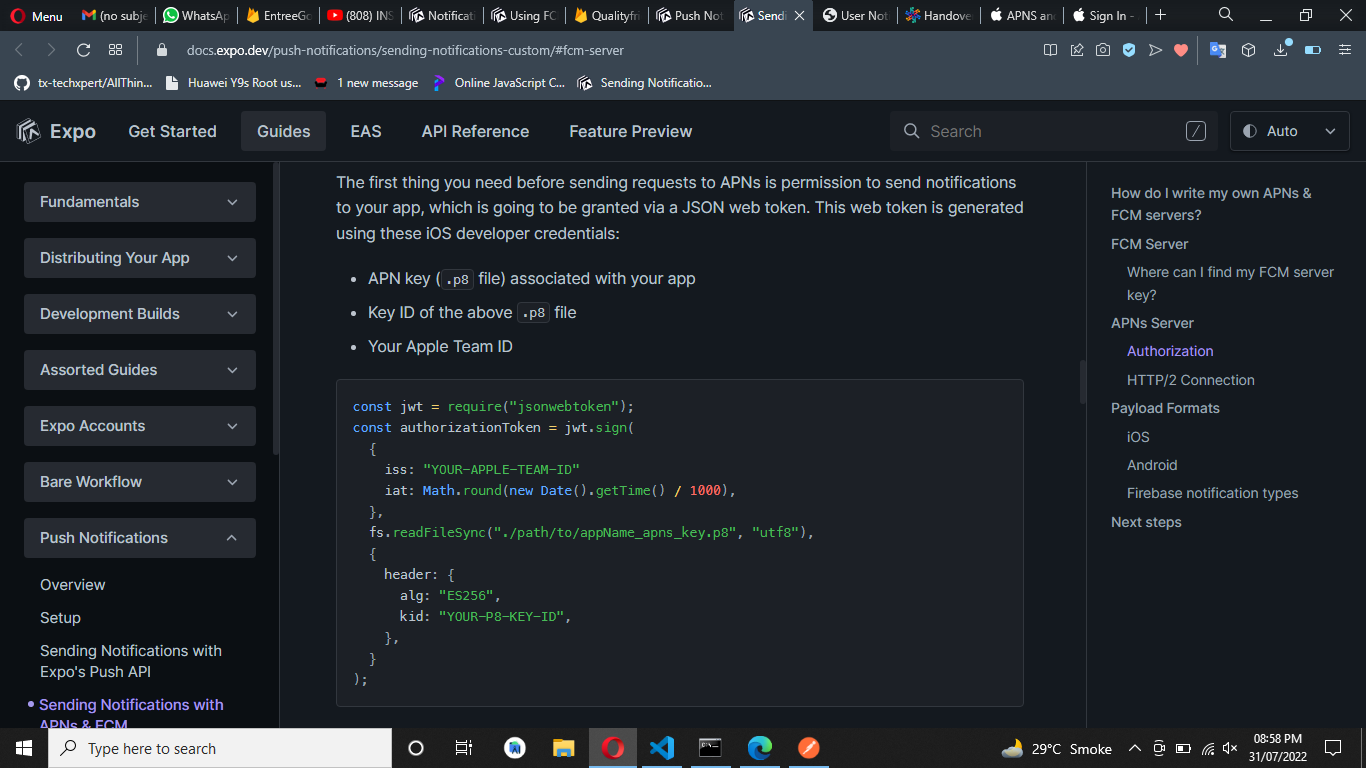 Menu
(no subje
WhatsAp
EntreeGo
(808) INS
Notificati
Using FC
Qualityfri
Push Not
Sendi
User Not
Handove
APNS and
Sign In -
docs.expo.dev/push-notifications/sending-notifications-custom/#fcm-server
tx-techxpert/AllThin...
Huawei Y9s Root us...
1 new message
Online JavaScript C...
Sending Notificatio...
Expo
Get Started
Guides
EAS
API Reference
Feature Preview
Search
/
Auto
Fundamentals
Distributing Your App
Development Builds
Assorted Guides
Expo Accounts
Bare Workflow
Push Notifications
Overview
Setup
Sending Notifications with
Expo's Push API
Sending Notifications with
APNs & FCM
The first thing you need before sending requests to APNs is permission to send notifications
to your app, which is going to be granted via a JSON web token. This web token is generated
using these iOS developer credentials:
• APN key (.p8 file) associated with your app
• Key ID of the above .p8 file
• Your Apple Team ID
const jwt = require("jsonwebtoken");
const authorizationToken = jwt.sign(
{
iss: "YOUR-APPLE-TEAM-ID"
iat: Math.round(new Date().getTime() / 1000),
},
fs.readFileSync("./path/to/appName_apns_key.p8", "utf8"),
{
header: {
alg: "ES256",
kid: "YOUR-P8-KEY-ID",
},
}
);
How do I write my own APNs &
FCM servers?
FCM Server
Where can I find my FCM server
key?
APNs Server
Authorization
HTTP/2 Connection
Payload Formats
iOS
Android
Firebase notification types
Next steps
Type here to search
29°C Smoke
08:58 PM
31/07/2022